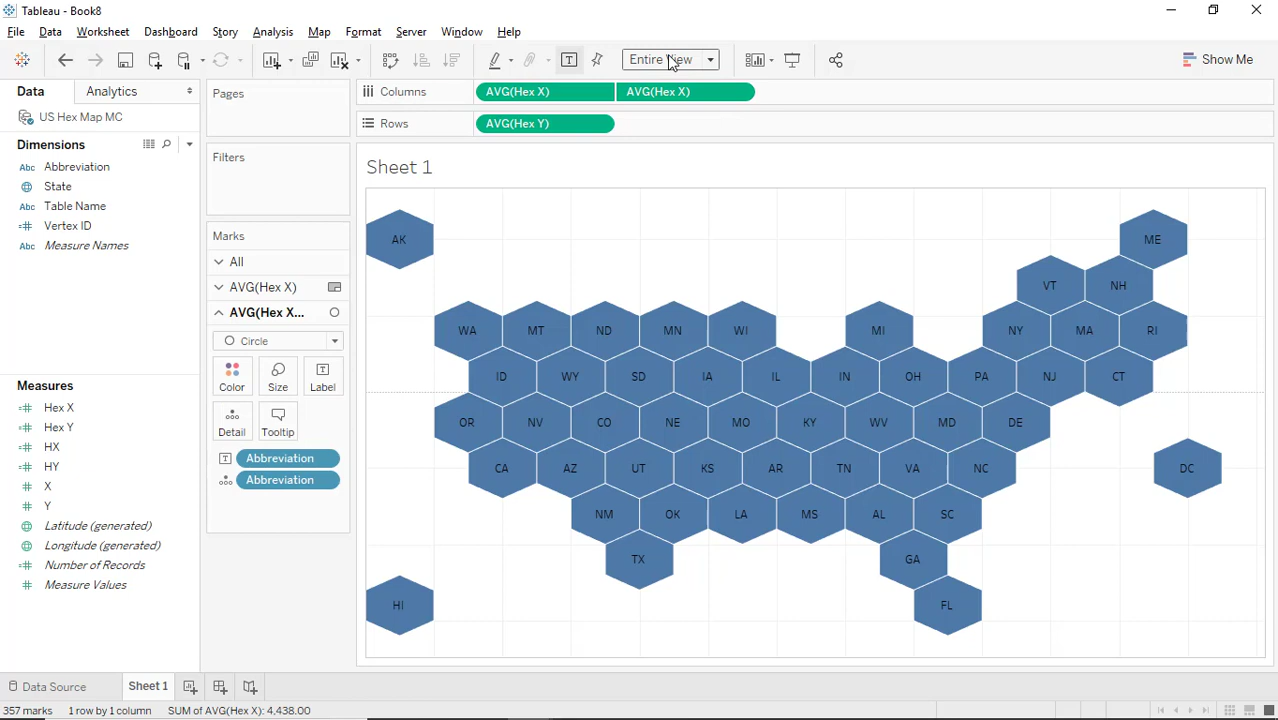 Tableau - Book8
File Data Worksheet Dashboard Story Analysis Map Format Server Window Help
Entire View
Show Me
Data Analytics
US Hex Map MC
Dimensions
Abc Abbreviation
State
Abc Table Name
Vertex ID
Abc Measure Names
Measures
Hex X
Hex Y
HX
HY
X
Y
Latitude (generated)
Longitude (generated)
Number of Records
Measure Values
Pages
Filters
Marks
All
AVG(Hex X)
AVG(Hex X...
Circle
Color Size Label
Detail Tooltip
Abbreviation
Abbreviation
Columns AVG(Hex X) AVG(Hex X)
Rows AVG(Hex Y)
Sheet 1
AK ME
VT NH
WA MT ND MN WI MI NY MA RI
ID WY SD IA IL IN OH PA NJ CT
OR NV CO NE MO KY WV MD DE
CA AZ UT KS AR TN VA NC DC
NM OK LA MS AL SC
TX GA
HI FL
Data Source Sheet 1
357 marks 1 row by 1 column SUM of AVG(Hex X): 4,438.00